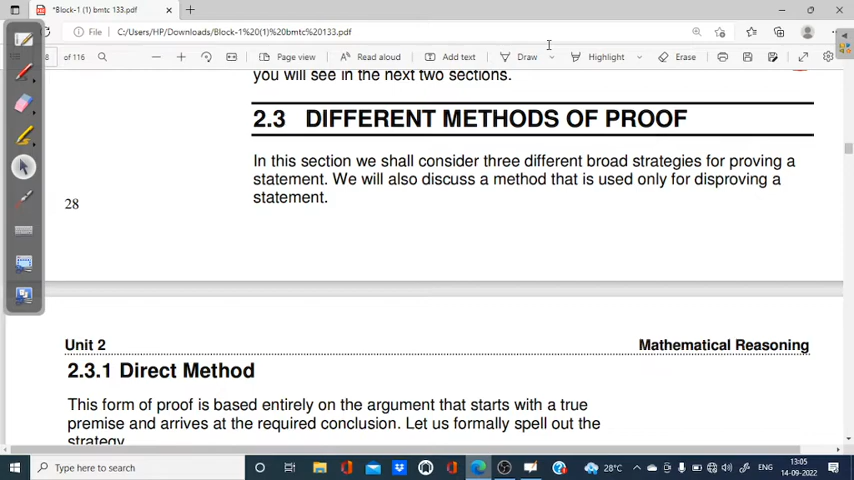 *Block-1 (1) bmtc 133.pdf
File C:/Users/HP/Downloads/Block-1%20(1)%20bmtc%20133.pdf
8 of 116 Page view Read aloud Add text Draw Highlight Erase
you will see in the next two sections.
2.3 DIFFERENT METHODS OF PROOF
In this section we shall consider three different broad strategies for proving a
statement. We will also discuss a method that is used only for disproving a
statement.
28
Unit 2 Mathematical Reasoning
2.3.1 Direct Method
This form of proof is based entirely on the argument that starts with a true
premise and arrives at the required conclusion. Let us formally spell out the
strategy
Type here to search
28°C
ENG
13:05
14-09-2022